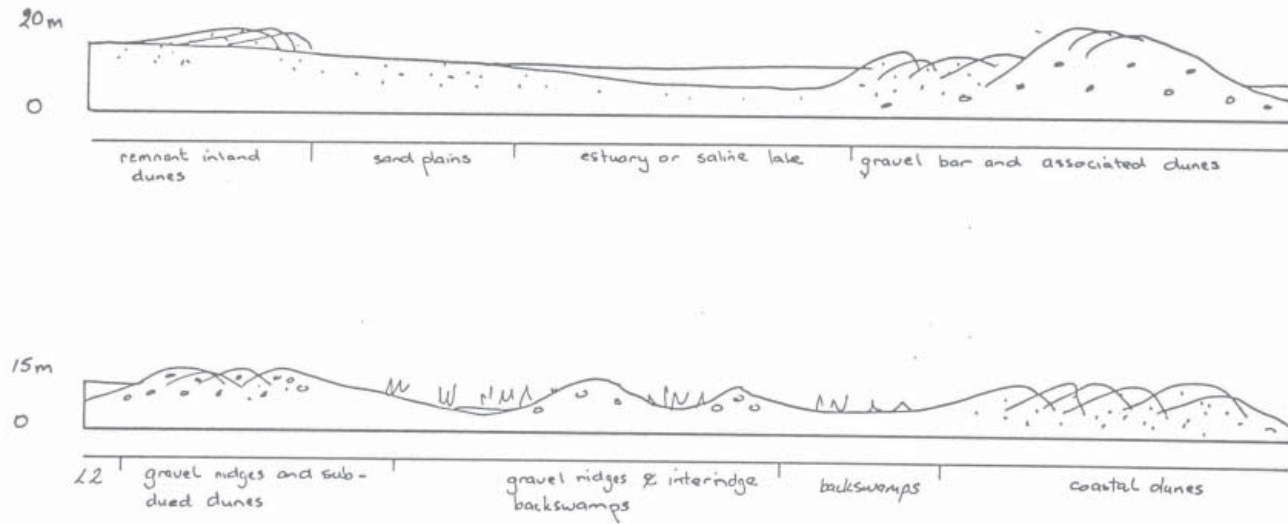 20m
0
remnant inland
dunes
sand plains
estuary or saline lake
gravel bar and associated dunes
15m
0
L2
gravel ridges and sub-
dued dunes
gravel ridges & interridge
backswamps
backswamps
coastal dunes